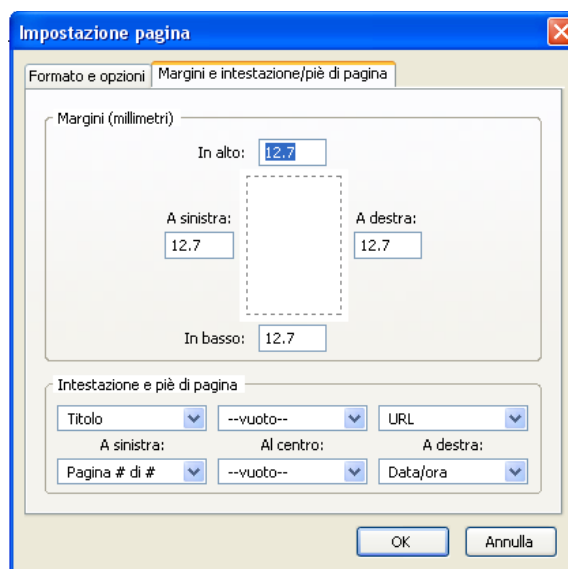 Impostazione pagina
Formato e opzioni Margini e intestazione/piè di pagina
Margini (millimetri)
In alto: 12.7
A sinistra: A destra:
12.7 12.7
In basso: 12.7
Intestazione e piè di pagina
Titolo --vuoto-- URL
A sinistra: Al centro: A destra:
Pagina # di # --vuoto-- Data/ora
OK Annulla